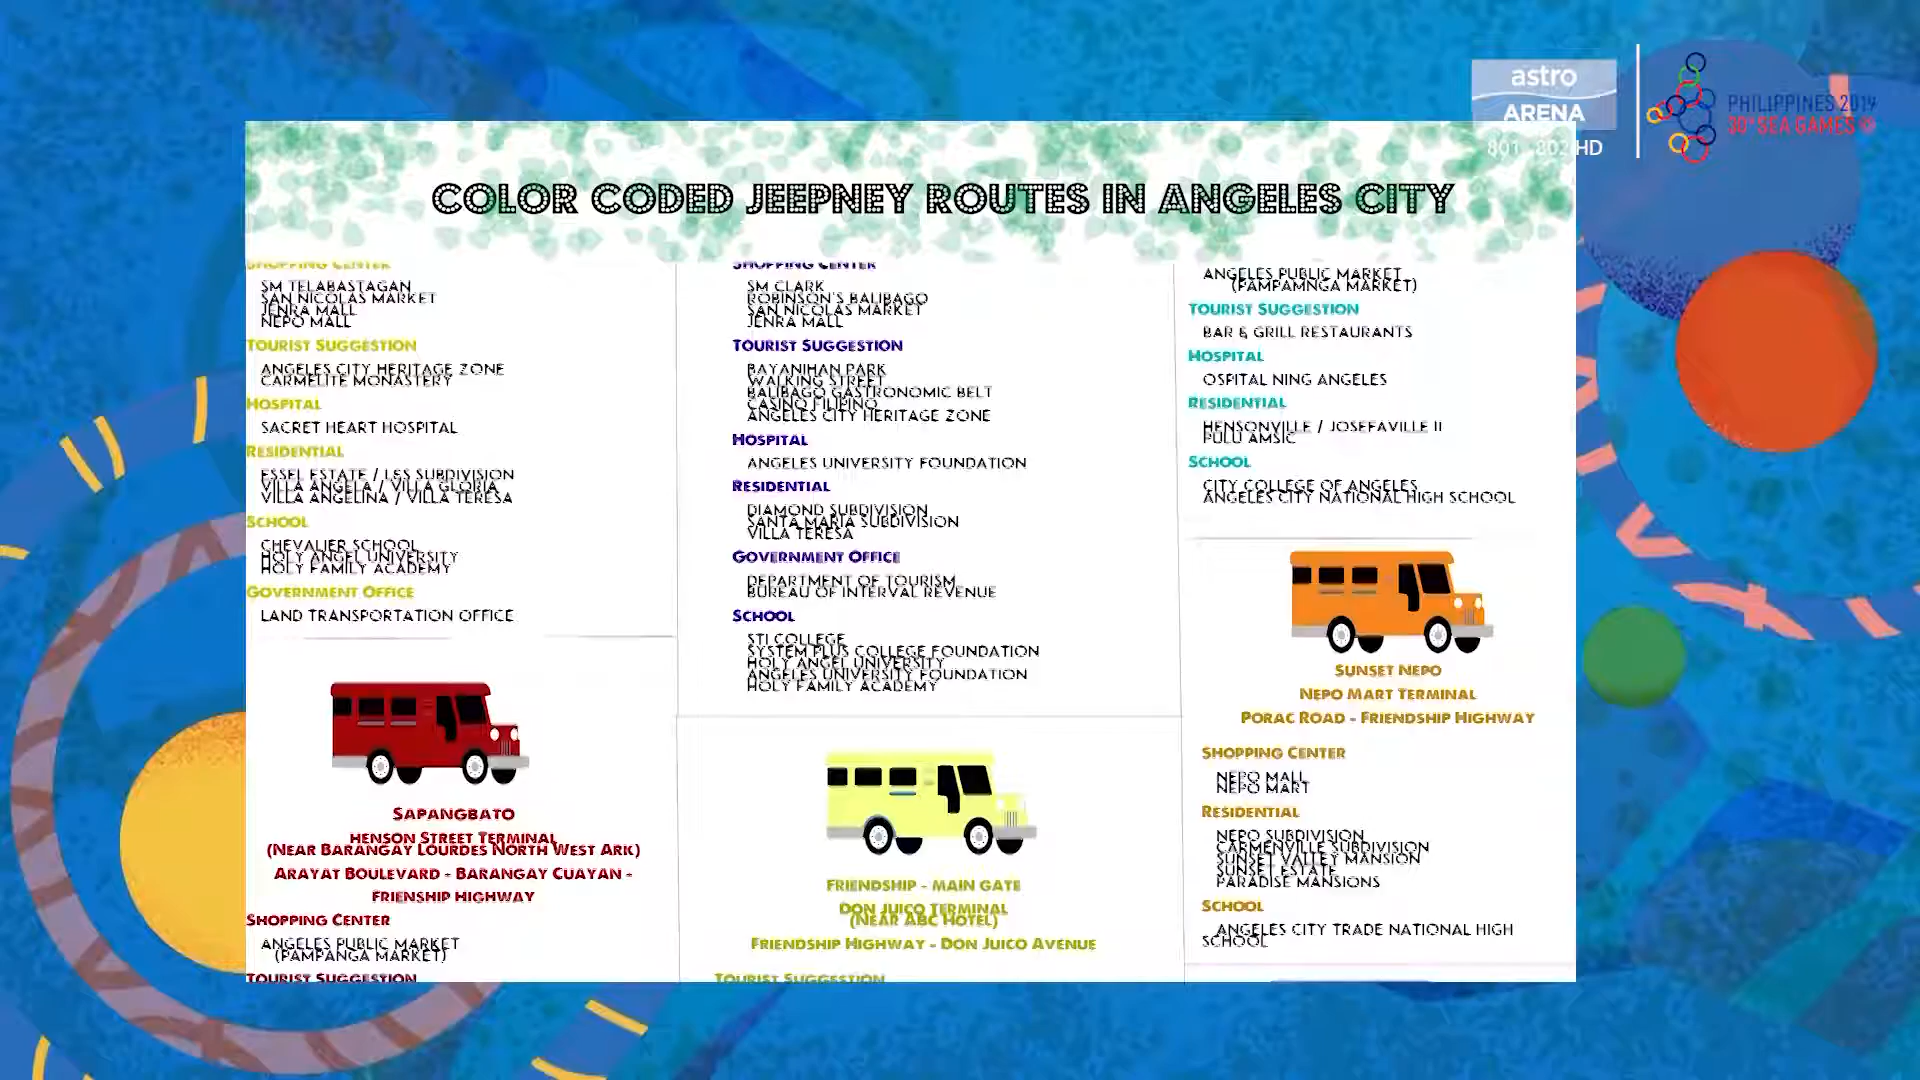 astro
ARENA
801 802 HD
PHILIPPINES 2019
30th SEA GAMES
COLOR CODED JEEPNEY ROUTES IN ANGELES CITY
SHOPPING CENTER
SM TELABASTAGAN
SAN NICOLAS MARKET
JENRA MALL
NEPO MALL
TOURIST SUGGESTION
ANGELES CITY HERITAGE ZONE
CARMELITE MONASTERY
HOSPITAL
SACRET HEART HOSPITAL
RESIDENTIAL
ESSEL ESTATE / LES SUBDIVISION
VILLA ANGELA / VILLA GLORIA
VILLA ANGELINA / VILLA TERESA
SCHOOL
CHEVALIER SCHOOL
HOLY ANGEL UNIVERSITY
HOLY FAMILY ACADEMY
GOVERNMENT OFFICE
LAND TRANSPORTATION OFFICE
SAPANGBATO
HENSON STREET TERMINAL
(NEAR BARANGAY LOURDES NORTH WEST ARK)
ARAYAT BOULEVARD - BARANGAY CUAYAN -
FRIENSHIP HIGHWAY
SHOPPING CENTER
ANGELES PUBLIC MARKET
(PAMPANGA MARKET)
TOURIST SUGGESTION
SHOPPING CENTER
SM CLARK
ROBINSON'S BALIBAGO
SAN NICOLAS MARKET
JENRA MALL
TOURIST SUGGESTION
BAYANIHAN PARK
WALKING STREET
BALIBAGO GASTRONOMIC BELT
CASINO FILIPINO
ANGELES CITY HERITAGE ZONE
HOSPITAL
ANGELES UNIVERSITY FOUNDATION
RESIDENTIAL
DIAMOND SUBDIVISION
SANTA MARIA SUBDIVISION
VILLA TERESA
GOVERNMENT OFFICE
DEPARTMENT OF TOURISM
BUREAU OF INTERVAL REVENUE
SCHOOL
STI COLLEGE
SYSTEM PLUS COLLEGE FOUNDATION
HOLY ANGEL UNIVERSITY
ANGELES UNIVERSITY FOUNDATION
HOLY FAMILY ACADEMY
FRIENDSHIP - MAIN GATE
DON JUICO TERMINAL
(NEAR ABC HOTEL)
FRIENDSHIP HIGHWAY - DON JUICO AVENUE
TOURIST SUGGESTION
ANGELES PUBLIC MARKET
(PAMPAMNGA MARKET)
TOURIST SUGGESTION
BAR & GRILL RESTAURANTS
HOSPITAL
OSPITAL NING ANGELES
RESIDENTIAL
HENSONVILLE / JOSEFAVILLE II
PULU AMSIC
SCHOOL
CITY COLLEGE OF ANGELES
ANGELES CITY NATIONAL HIGH SCHOOL
SUNSET NEPO
NEPO MART TERMINAL
PORAC ROAD - FRIENDSHIP HIGHWAY
SHOPPING CENTER
NEPO MALL
NEPO MART
RESIDENTIAL
NEPO SUBDIVISION
CARMENVILLE SUBDIVISION
SUNSET VALLEY MANSION
SUNSET ESTATE
PARADISE MANSIONS
SCHOOL
ANGELES CITY TRADE NATIONAL HIGH
SCHOOL